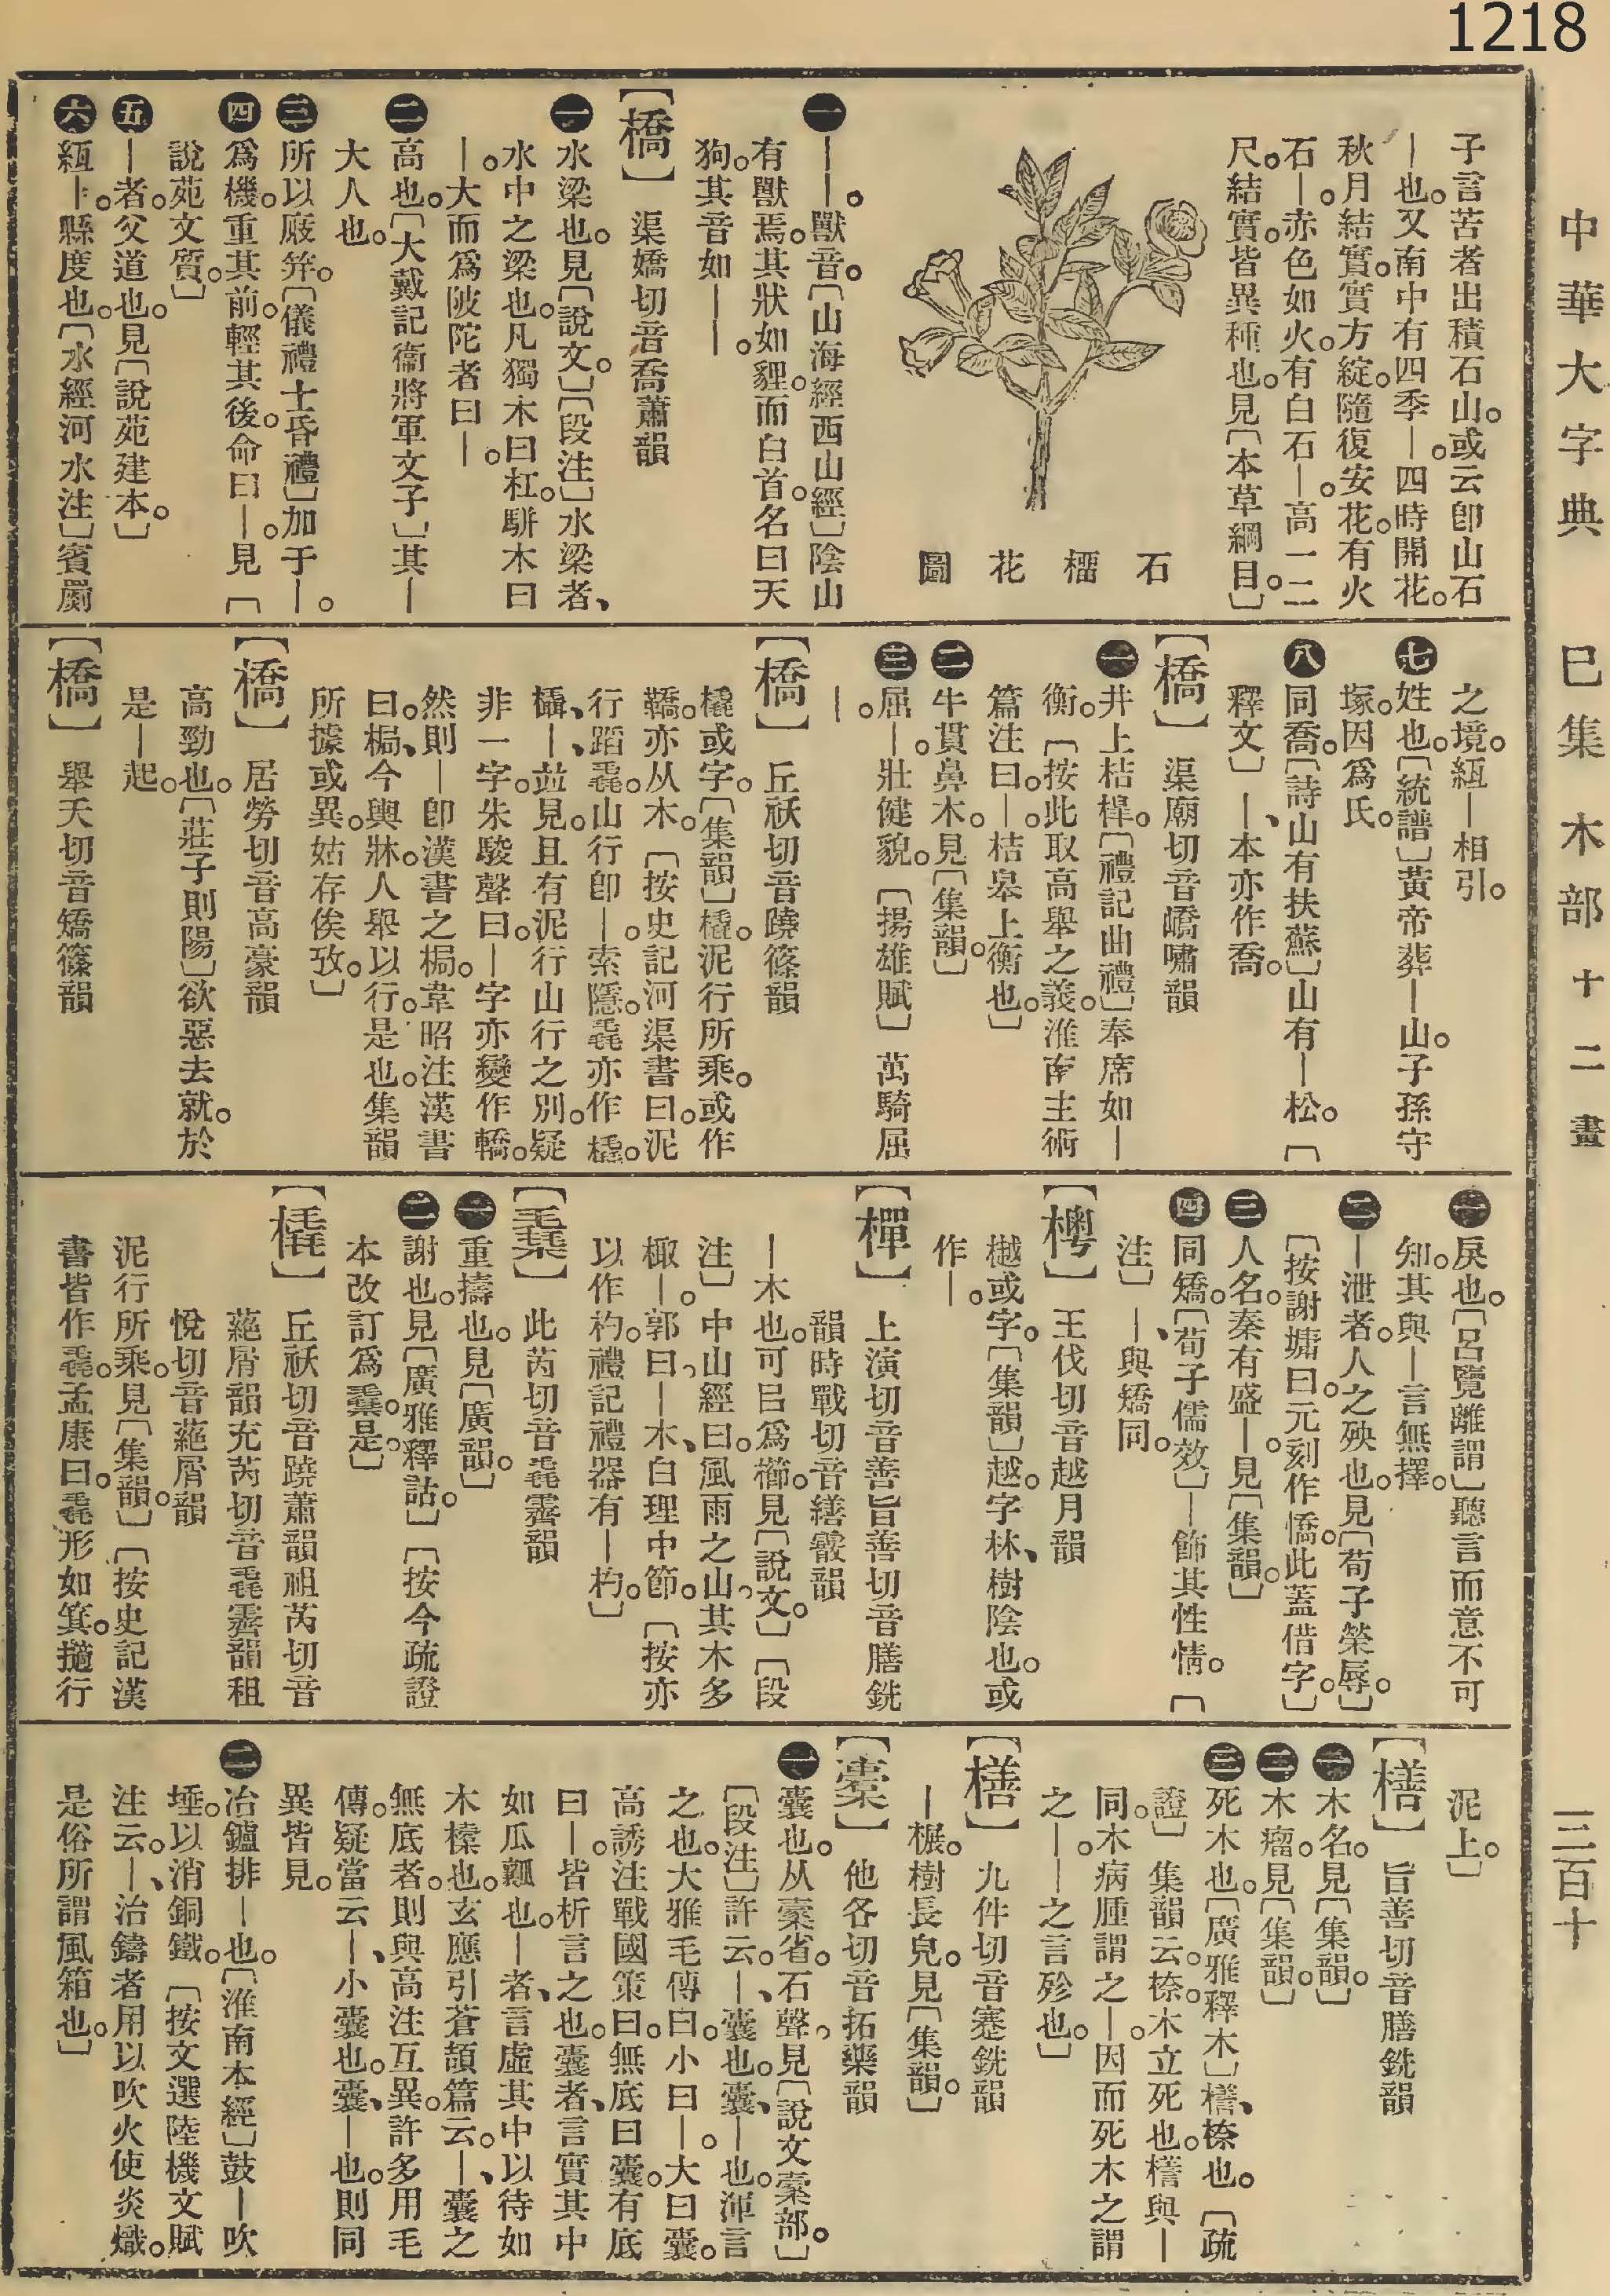 1218
中華大字典 巳集 木部 十二畫 三百十
子言苦者出積石山。或云卽山石
—也。又南中有四季—。四時開花。
秋月結實。實方綻。隨復安花。有火
石—。赤色如火。有白石—。高一二
尺。結實。皆異種也。見〔本草綱目。〕
石橊花圖
㊀——。獸音。〔山海經西山經〕陰山
有獸焉。其狀如貍。而白首。名曰天
狗。其音如——。
〔橋〕 渠嬌切音喬蕭韻
㊀水梁也。見〔說文。〕〔段注〕水梁者、
水中之梁也。凡獨木曰杠。駢木曰
—。大而爲陂陀者曰—。
㊁高也。〔大戴記衞將軍文子〕其—
大人也。
㊂所以庪笲。〔儀禮士昏禮〕加于—。
㊃爲機。重其前。輕其後。命曰—。見〔
說苑文質。〕
㊄—者。父道也。見〔說苑建本。〕
㊅絙—。縣度也。〔水經河水注〕賓罽
之境。絙—相引。
㊆姓也。〔統譜〕黃帝葬—山。子孫守
塚。因爲氏。
㊇同喬。〔詩山有扶蘇〕山有—松。〔
釋文〕—、本亦作喬。
〔橋〕 渠廟切音嶠嘯韻
㊀井上桔槹。〔禮記曲禮〕奉席如—
衡。〔按此取高舉之義。淮南主術
篇注曰。—。桔皋上衡也。〕
㊁牛貫鼻木。見〔集韻。〕
㊂屈—。壯健貌。〔揚雄賦〕萬騎屈
—。
〔橋〕 丘祅切音蹺篠韻
橇或字。〔集韻〕橇。泥行所乘。或作
鞽。亦从木。〔按史記河渠書曰。泥
行蹈毳。山行卽—。索隱。毳亦作橇。
欙、—、竝見。且有泥行山行之別。疑
非一字。朱駿聲曰。—字亦變作轎。
然則—卽漢書之梮。韋昭注漢書
曰。梮、今輿牀。人舉以行。是也。集韻
所據或異。姑存俟攷。〕
〔橋〕 居勞切音高豪韻
高勁也。〔莊子則陽〕欲惡去就。於
是—起。
〔橋〕 舉夭切音矯篠韻
㊀戾也。〔呂覽離謂〕聽言而意不可
知。其與—言無擇。
㊁—泄者。人之殃也。見〔荀子榮辱。〕
〔按謝墉曰。元刻作憍。此蓋借字。〕
㊂人名。秦有盛—。見〔集韻。〕
㊃同矯。〔荀子儒效〕—飾其性情。〔
注〕—、與矯同。
〔樾〕 王伐切音越月韻
樾或字。〔集韻〕越。字林、樹陰也。或
作—。
〔樿〕 上演切音善旨善切音膳銑
韻時戰切音繕霰韻
—木也。可㠯爲櫛。見〔說文。〕〔段
注〕中山經曰。風雨之山。其木多
棷—。郭曰。—木、白理中節。〔按亦
以作杓。禮記禮器有—杓。〕
此芮切音毳霽韻
㊀重擣也。見〔廣韻。〕
㊁謝也。見〔廣雅釋詁。〕〔按今疏證
〔橇〕 丘祅切音蹺蕭韻祖芮切音
蕝屑韻充芮切音毳霽韻租
悅切音蕝屑韻
泥行所乘。見〔集韻。〕〔按史記漢
書皆作毳。孟康曰。毳形如箕。擿行
泥上。〕
〔橏〕 旨善切音膳銑韻
㊀木名。見〔集韻。〕
㊁木瘤。見〔集韻。〕
㊂死木也。〔廣雅釋木〕橏、㮏也。〔疏
證〕集韻云。㮏。木立死也。橏與—
同。木病腫謂之—。因而死木之謂
之—。—之言殄也。〕
〔橏〕 九件切音蹇銑韻
—榐。樹長皃。見〔集韻。〕
〔橐〕 他各切音拓藥韻
㊀囊也。从㯻省。石聲。見〔說文㯻部。〕
〔段注〕許云。—、囊也。囊、—也。渾言
之也。大雅毛傳曰。小曰—。大曰囊。
高誘注戰國策曰。無底曰囊。有底
曰—。皆析言之也。囊者、言實其中
如瓜瓤也。—者、言虛其中以待如
木㯻也。玄應引蒼頡篇云。—、囊之
無底者。則與高注互異。許多用毛
傳。疑當云—、小囊也。囊、—也。則同
異皆見。
㊁冶鑪排—也。〔淮南本經〕鼓—吹
埵。以消銅鐵。〔按文選陸機文賦
注云。—、冶鑄者用以吹火使炎熾。
是俗所謂風箱也。〕